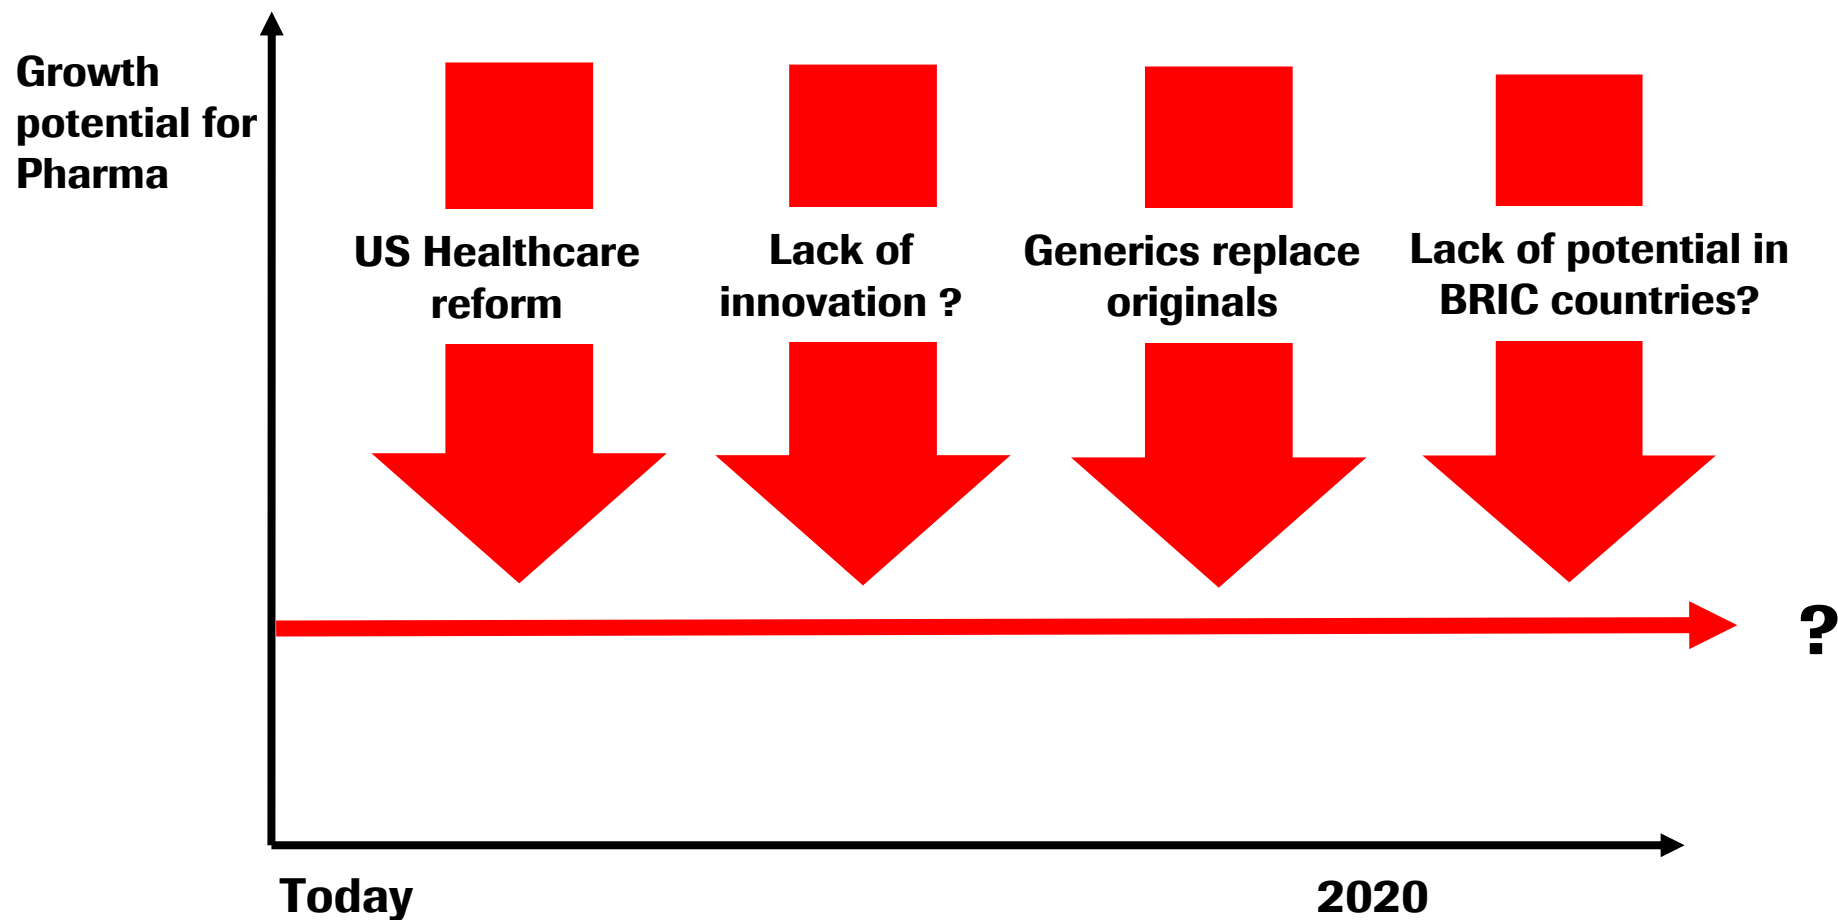 Growth
potential for
Pharma
US Healthcare
reform
Lack of
innovation ?
Generics replace
originals
Lack of potential in
BRIC countries?
?
Today
2020